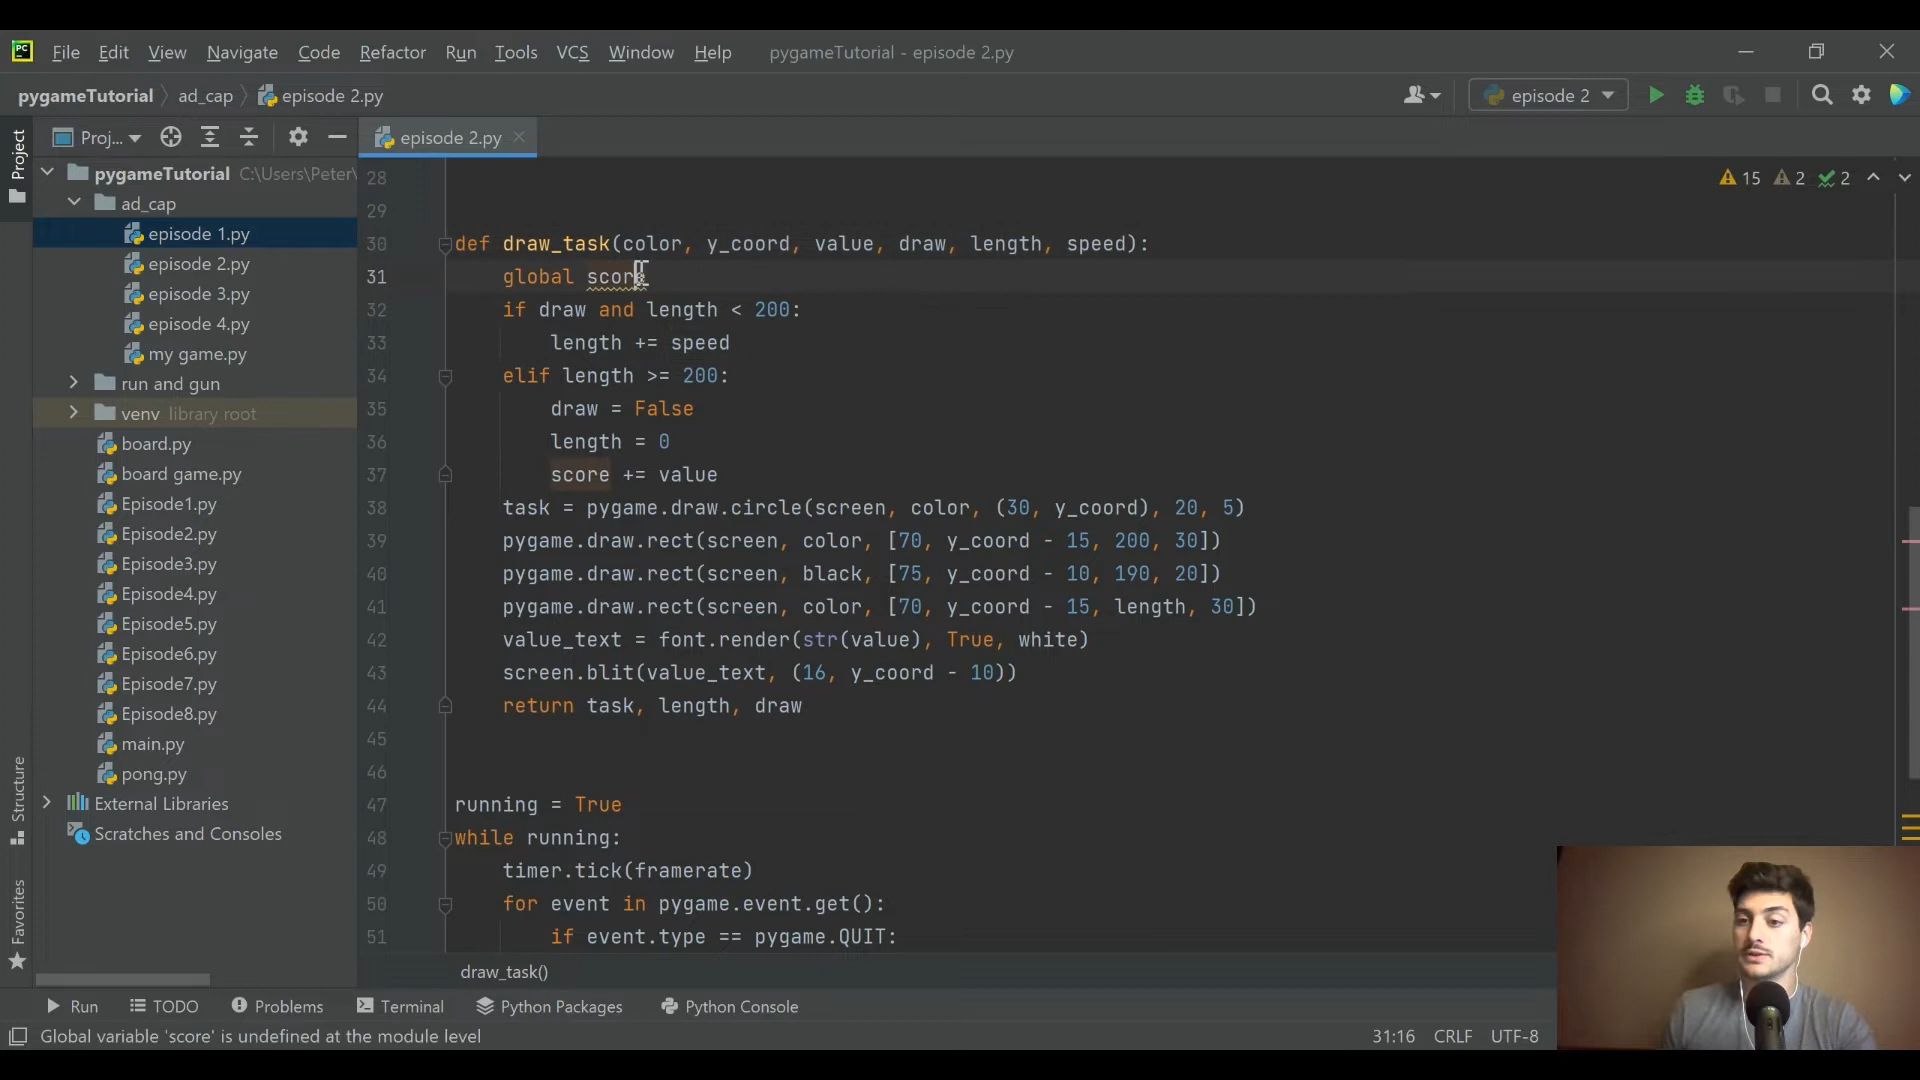 PC File Edit View Navigate Code Refactor Run Tools VCS Window Help pygameTutorial - episode 2.py
pygameTutorial ad_cap episode 2.py episode 2
Project
Proj...
episode 2.py
pygameTutorial C:\Users\Peter\
ad_cap
episode 1.py
episode 2.py
episode 3.py
episode 4.py
my game.py
run and gun
venv library root
board.py
board game.py
Episode1.py
Episode2.py
Episode3.py
Episode4.py
Episode5.py
Episode6.py
Episode7.py
Episode8.py
main.py
pong.py
External Libraries
Scratches and Consoles
Structure
Favorites
15 2 2
28
29
30 def draw_task(color, y_coord, value, draw, length, speed):
31 global score
32 if draw and length < 200:
33 length += speed
34 elif length >= 200:
35 draw = False
36 length = 0
37 score += value
38 task = pygame.draw.circle(screen, color, (30, y_coord), 20, 5)
39 pygame.draw.rect(screen, color, [70, y_coord - 15, 200, 30])
40 pygame.draw.rect(screen, black, [75, y_coord - 10, 190, 20])
41 pygame.draw.rect(screen, color, [70, y_coord - 15, length, 30])
42 value_text = font.render(str(value), True, white)
43 screen.blit(value_text, (16, y_coord - 10))
44 return task, length, draw
45
46
47 running = True
48 while running:
49 timer.tick(framerate)
50 for event in pygame.event.get():
51 if event.type == pygame.QUIT:
draw_task()
Run TODO Problems Terminal Python Packages Python Console
Global variable 'score' is undefined at the module level 31:16 CRLF UTF-8